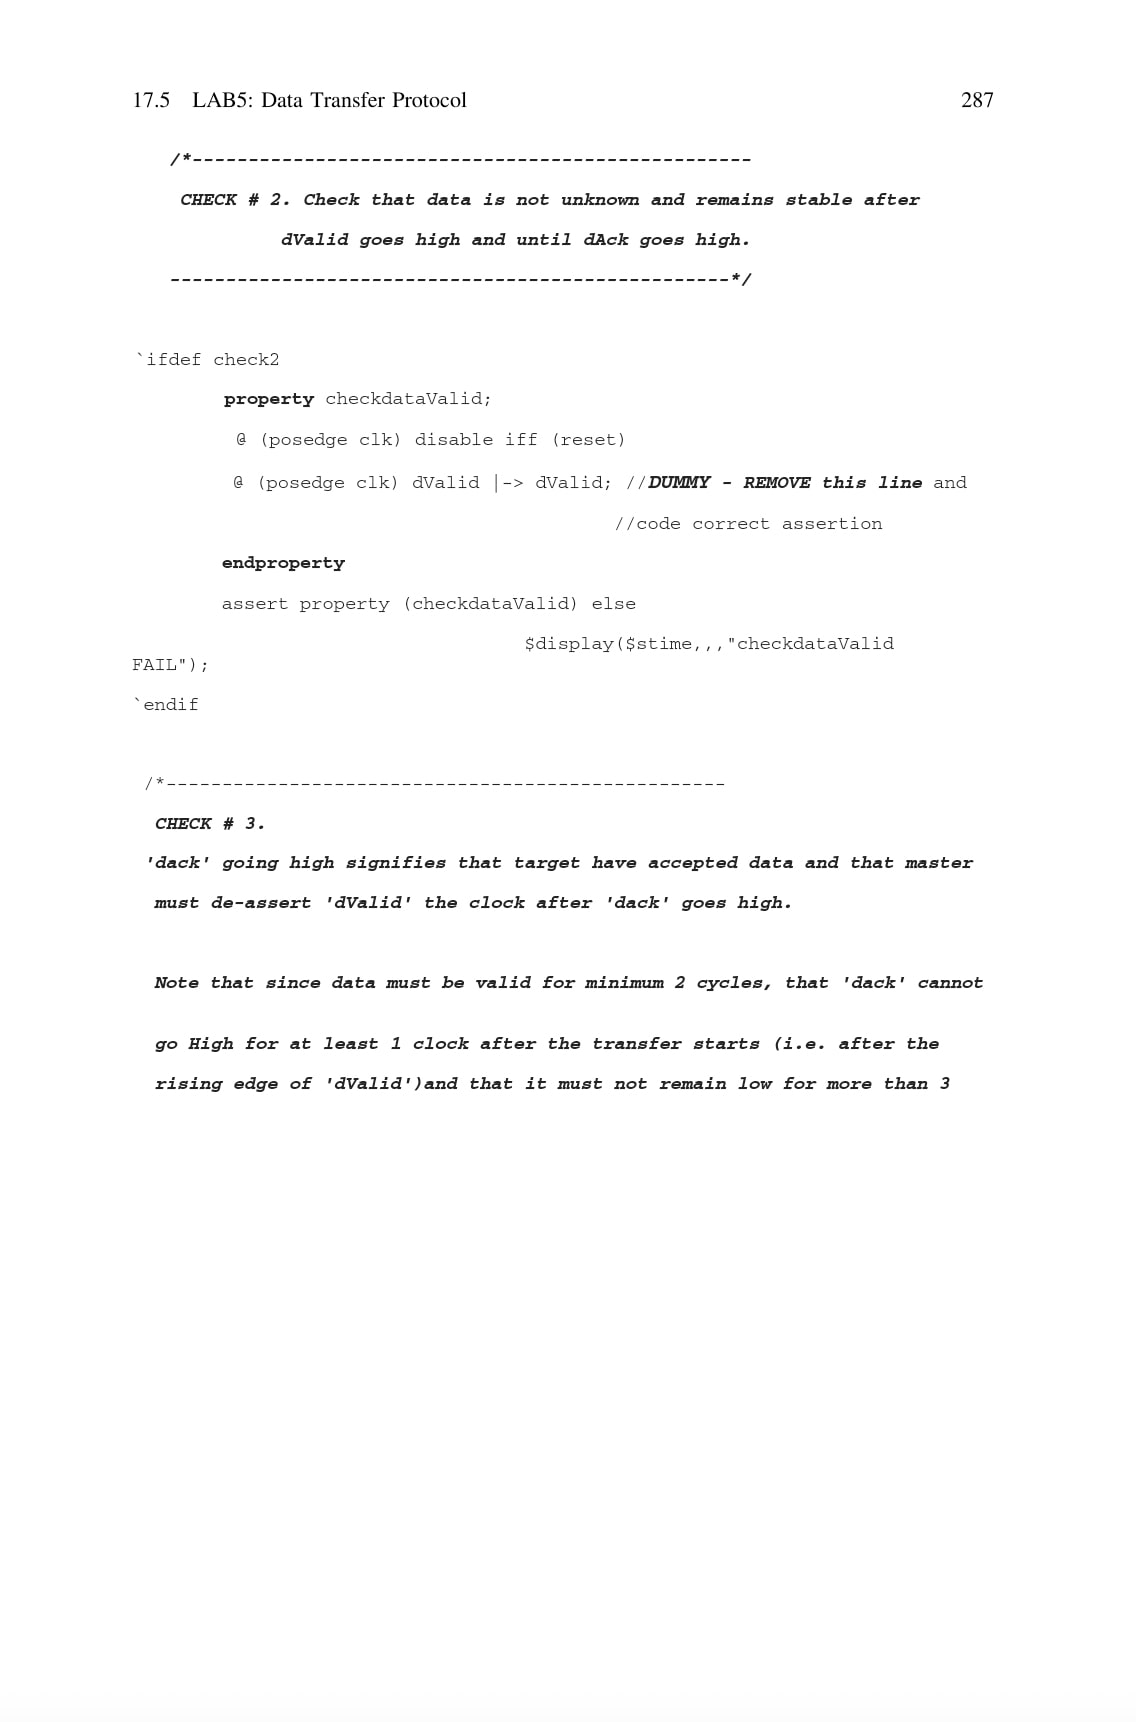 17.5 LAB5: Data Transfer Protocol 287
/*--------------------------------------------------
CHECK # 2. Check that data is not unknown and remains stable after
dValid goes high and until dAck goes high.
--------------------------------------------------*/
`ifdef check2
property checkdataValid;
@ (posedge clk) disable iff (reset)
@ (posedge clk) dValid |-> dValid; //DUMMY - REMOVE this line and
//code correct assertion
endproperty
assert property (checkdataValid) else
$display($stime,,,"checkdataValid
FAIL");
`endif
/*--------------------------------------------------
CHECK # 3.
'dack' going high signifies that target have accepted data and that master
must de-assert 'dValid' the clock after 'dack' goes high.
Note that since data must be valid for minimum 2 cycles, that 'dack' cannot
go High for at least 1 clock after the transfer starts (i.e. after the
rising edge of 'dValid')and that it must not remain low for more than 3